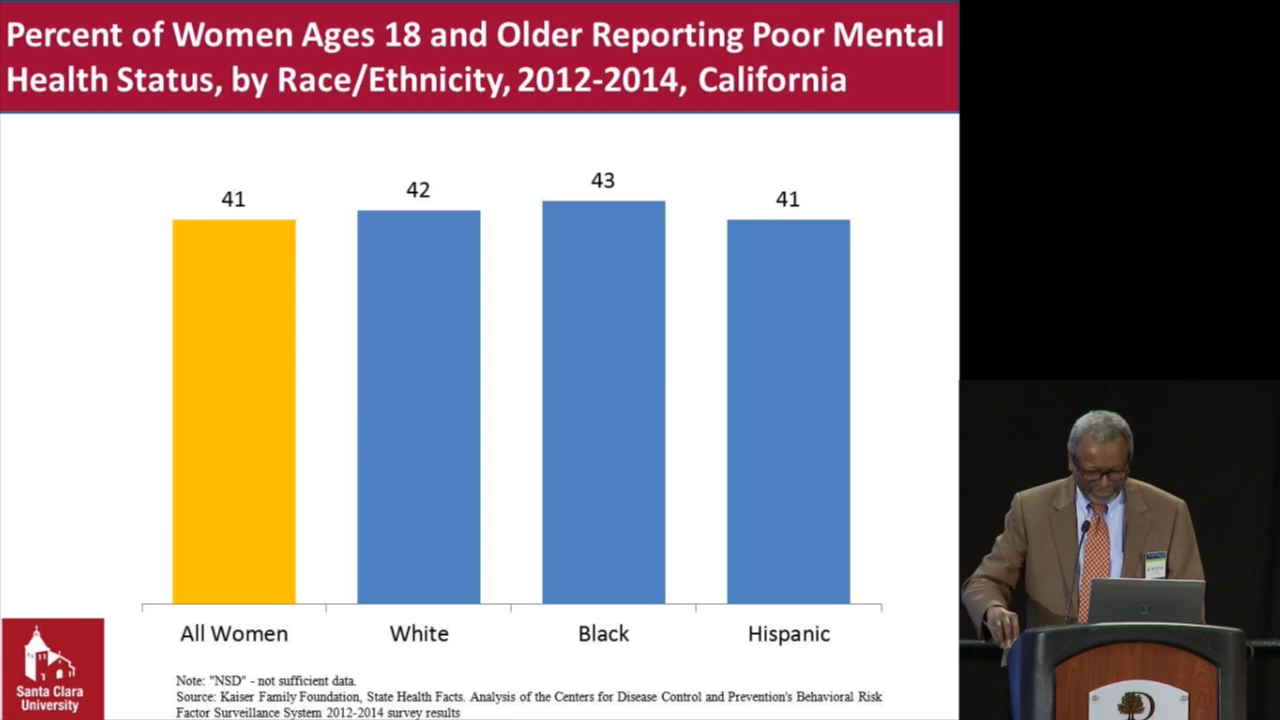 Percent of Women Ages 18 and Older Reporting Poor Mental
Health Status, by Race/Ethnicity, 2012-2014, California
41
42
43
41
All Women
White
Black
Hispanic
Note: "NSD" - not sufficient data.
Source: Kaiser Family Foundation, State Health Facts. Analysis of the Centers for Disease Control and Prevention's Behavioral Risk
Factor Surveillance System 2012-2014 survey results
Santa Clara
University